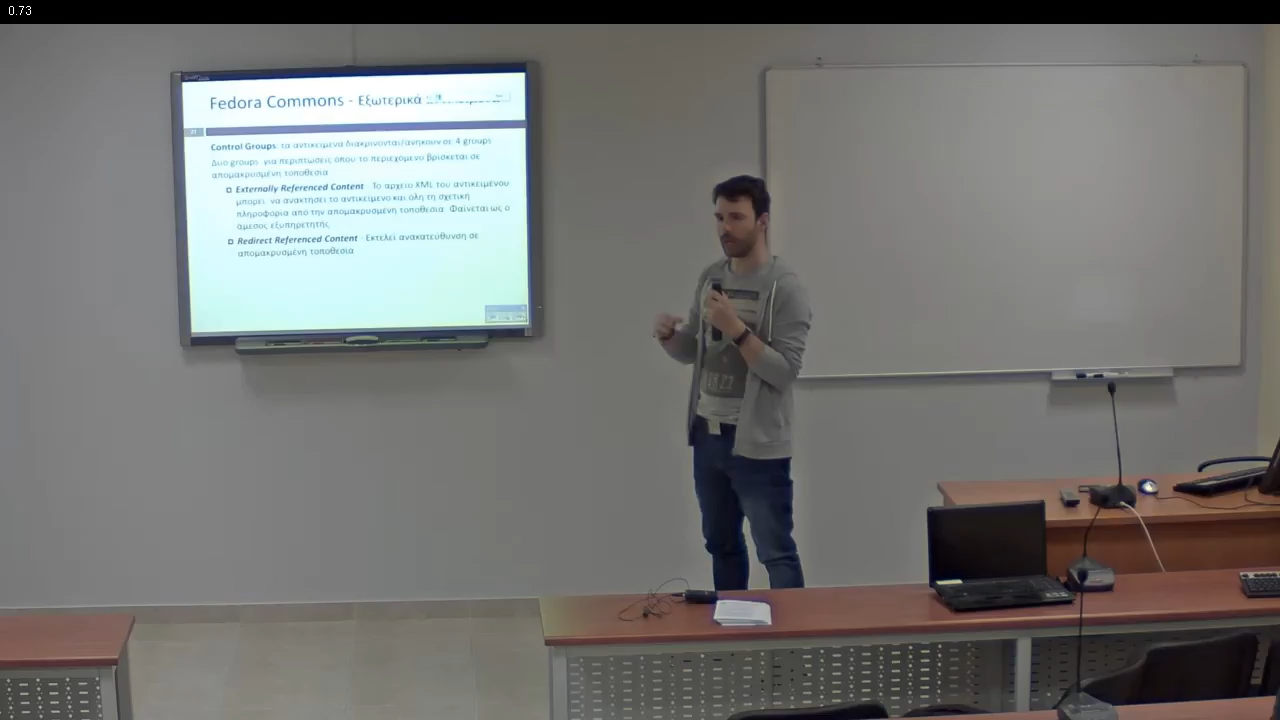 0.73
Fedora Commons - Εξωτερικά
Control Groups: τα αντικείμενα διακρίνονται/ανήκουν σε 4 groups
Δυο groups για περιπτώσεις όπου το περιεχόμενο βρίσκεται σε
απομακρυσμένη τοποθεσία
Externally Referenced Content - Το αρχείο XML του αντικειμένου
μπορεί να ανακτήσει το αντικείμενο και όλη τη σχετική
πληροφορία από την απομακρυσμένη τοποθεσία Φαίνεται ως ο
άμεσος εξυπηρετητής
Redirect Referenced Content - Εκτελεί ανακατεύθυνση σε
απομακρυσμένη τοποθεσία